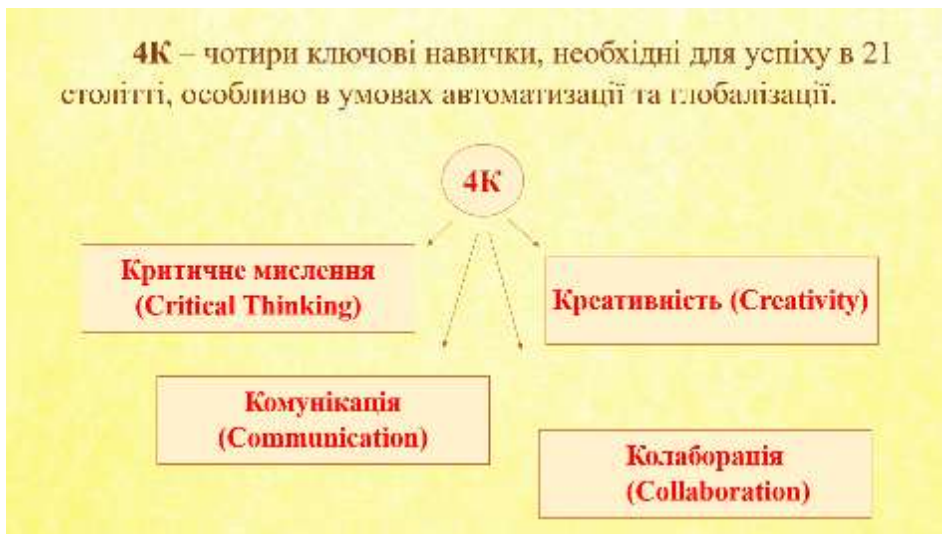 4К – чотири ключові навички, необхідні для успіху в 21
столітті, особливо в умовах автоматизації та глобалізації.
4К
Критичне мислення
(Critical Thinking)
Креативність (Creativity)
Комунікація
(Communication)
Колаборація
(Collaboration)